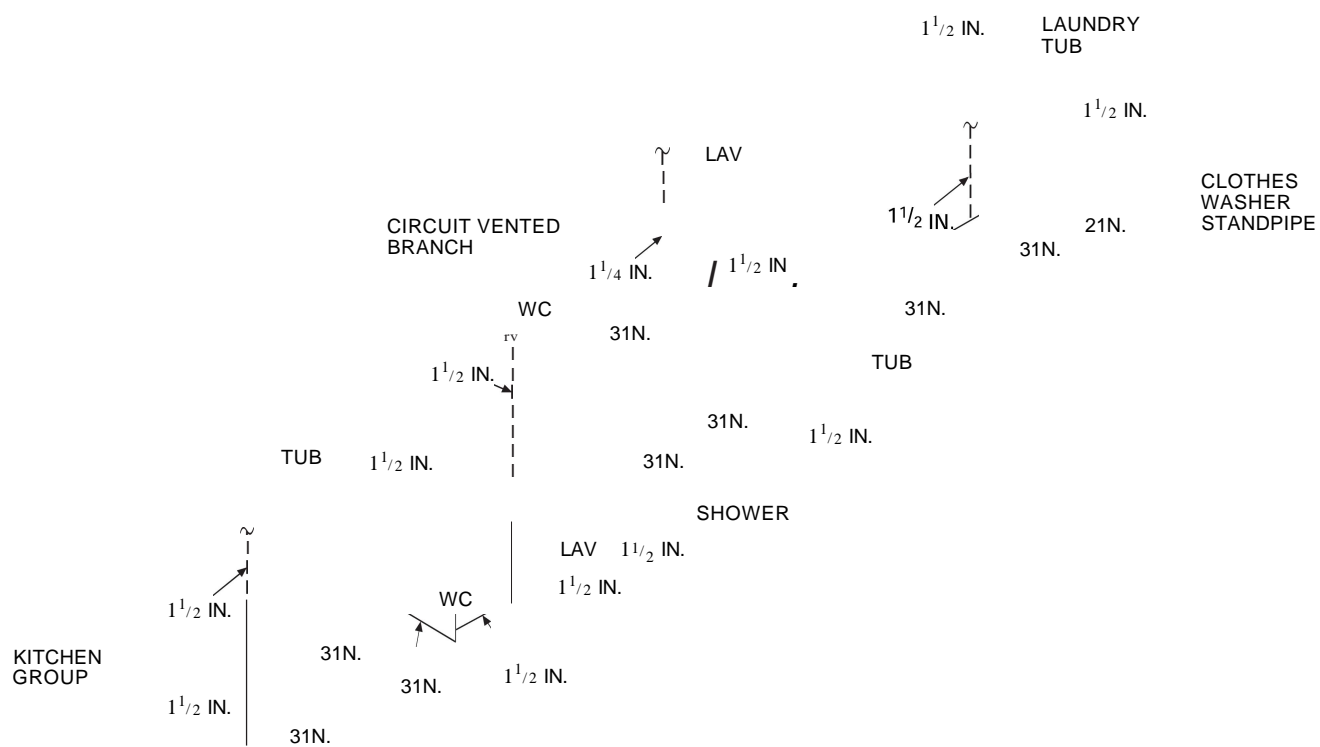 1 1/2 IN.
LAUNDRY
TUB
1 1/2 IN.
LAV
CLOTHES
WASHER
STANDPIPE
CIRCUIT VENTED
BRANCH
1 1/2 IN.
21N.
31N.
1 1/4 IN.
/ 1 1/2 IN.
WC
31N.
31N.
rv
TUB
1 1/2 IN.
31N.
1 1/2 IN.
TUB
1 1/2 IN.
31N.
SHOWER
LAV
1 1/2 IN.
1 1/2 IN.
WC
1 1/2 IN.
KITCHEN
GROUP
31N.
31N.
1 1/2 IN.
1 1/2 IN.
31N.